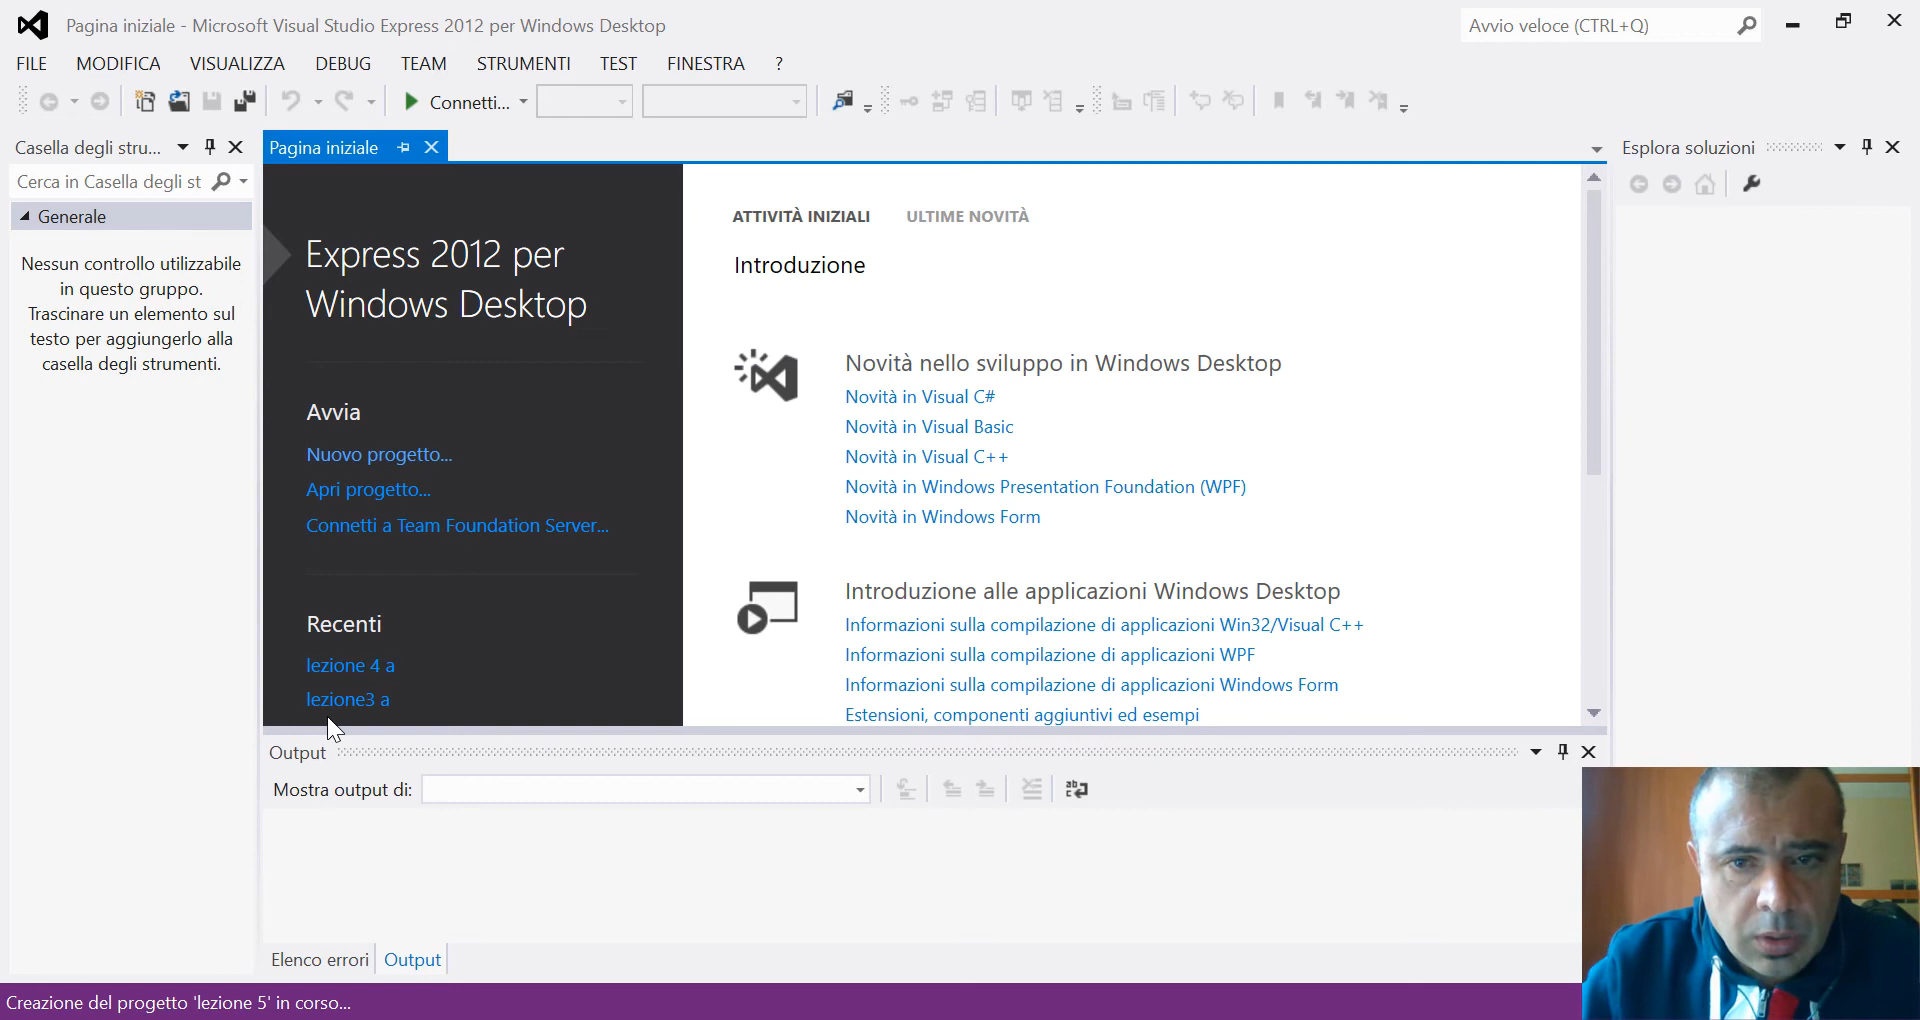 Pagina iniziale - Microsoft Visual Studio Express 2012 per Windows Desktop
Avvio veloce (CTRL+Q)
FILE MODIFICA VISUALIZZA DEBUG TEAM STRUMENTI TEST FINESTRA ?
Connetti...
Casella degli stru...
Pagina iniziale
Esplora soluzioni
Cerca in Casella degli st
Generale
Nessun controllo utilizzabile
in questo gruppo.
Trascinare un elemento sul
testo per aggiungerlo alla
casella degli strumenti.
Express 2012 per
Windows Desktop
Avvia
Nuovo progetto...
Apri progetto...
Connetti a Team Foundation Server...
Recenti
lezione 4 a
lezione3 a
ATTIVITÀ INIZIALI ULTIME NOVITÀ
Introduzione
Novità nello sviluppo in Windows Desktop
Novità in Visual C#
Novità in Visual Basic
Novità in Visual C++
Novità in Windows Presentation Foundation (WPF)
Novità in Windows Form
Introduzione alle applicazioni Windows Desktop
Informazioni sulla compilazione di applicazioni Win32/Visual C++
Informazioni sulla compilazione di applicazioni WPF
Informazioni sulla compilazione di applicazioni Windows Form
Estensioni, componenti aggiuntivi ed esempi
Output
Mostra output di:
Elenco errori Output
Creazione del progetto 'lezione 5' in corso...